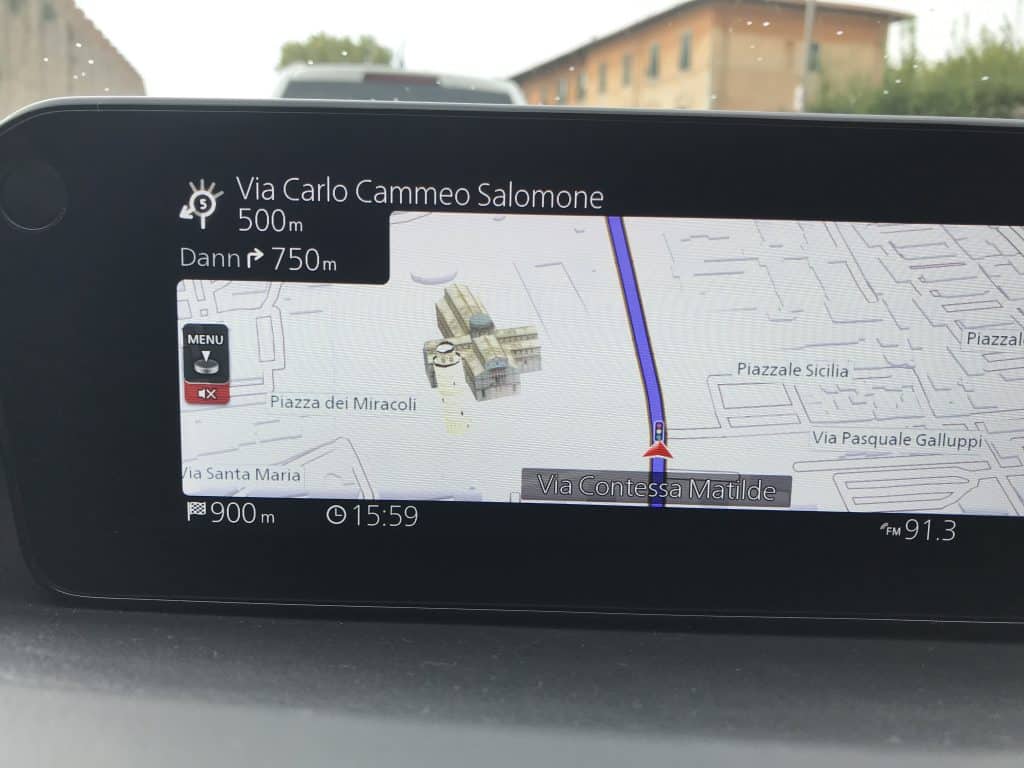 5
Via Carlo Cammeo Salomone
500m
Dann 750m
MENU
Piazzale Sicilia
Piazza dei Miracoli
Via Pasquale Galluppi
Via Santa Maria
Via Contessa Matilde
900m 15:59
FM 91.3